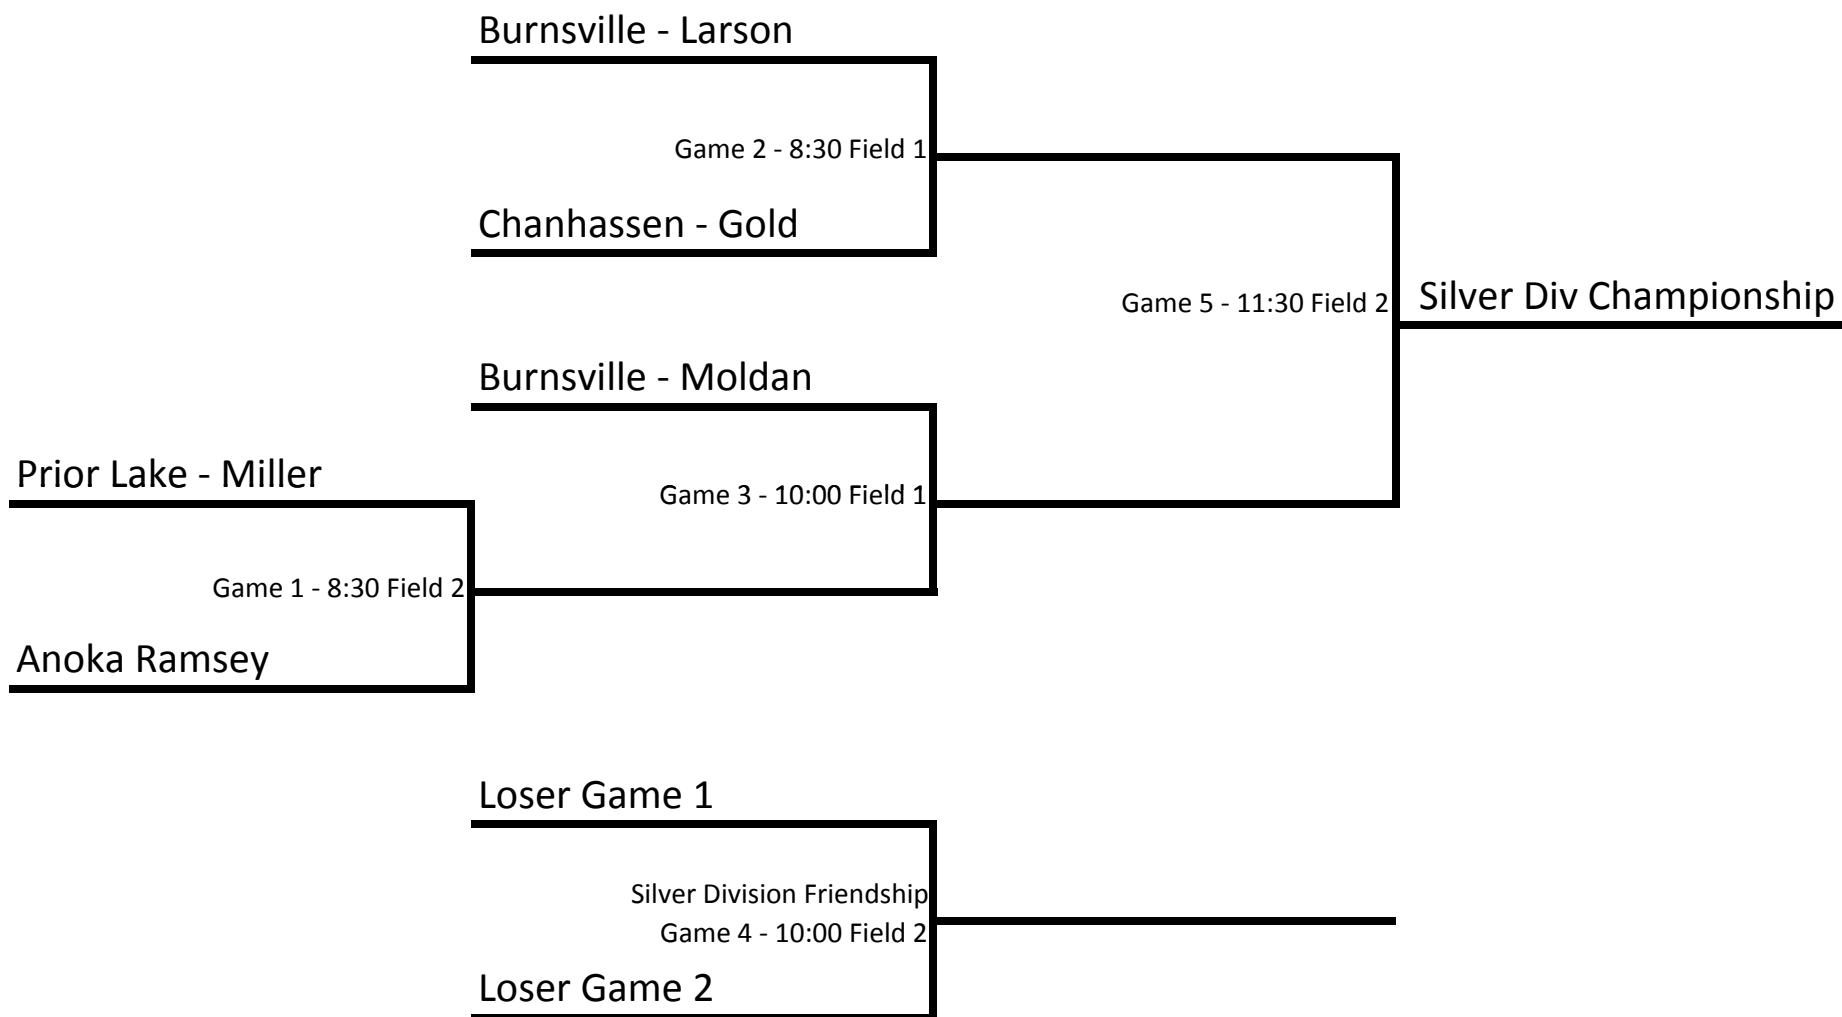 Burnsville - Larson
Game 2 - 8:30 Field 1
Chanhassen - Gold
Game 5 - 11:30 Field 2
Silver Div Championship
Burnsville - Moldan
Prior Lake - Miller
Game 3 - 10:00 Field 1
Game 1 - 8:30 Field 2
Anoka Ramsey
Loser Game 1
Silver Division Friendship
Game 4 - 10:00 Field 2
Loser Game 2